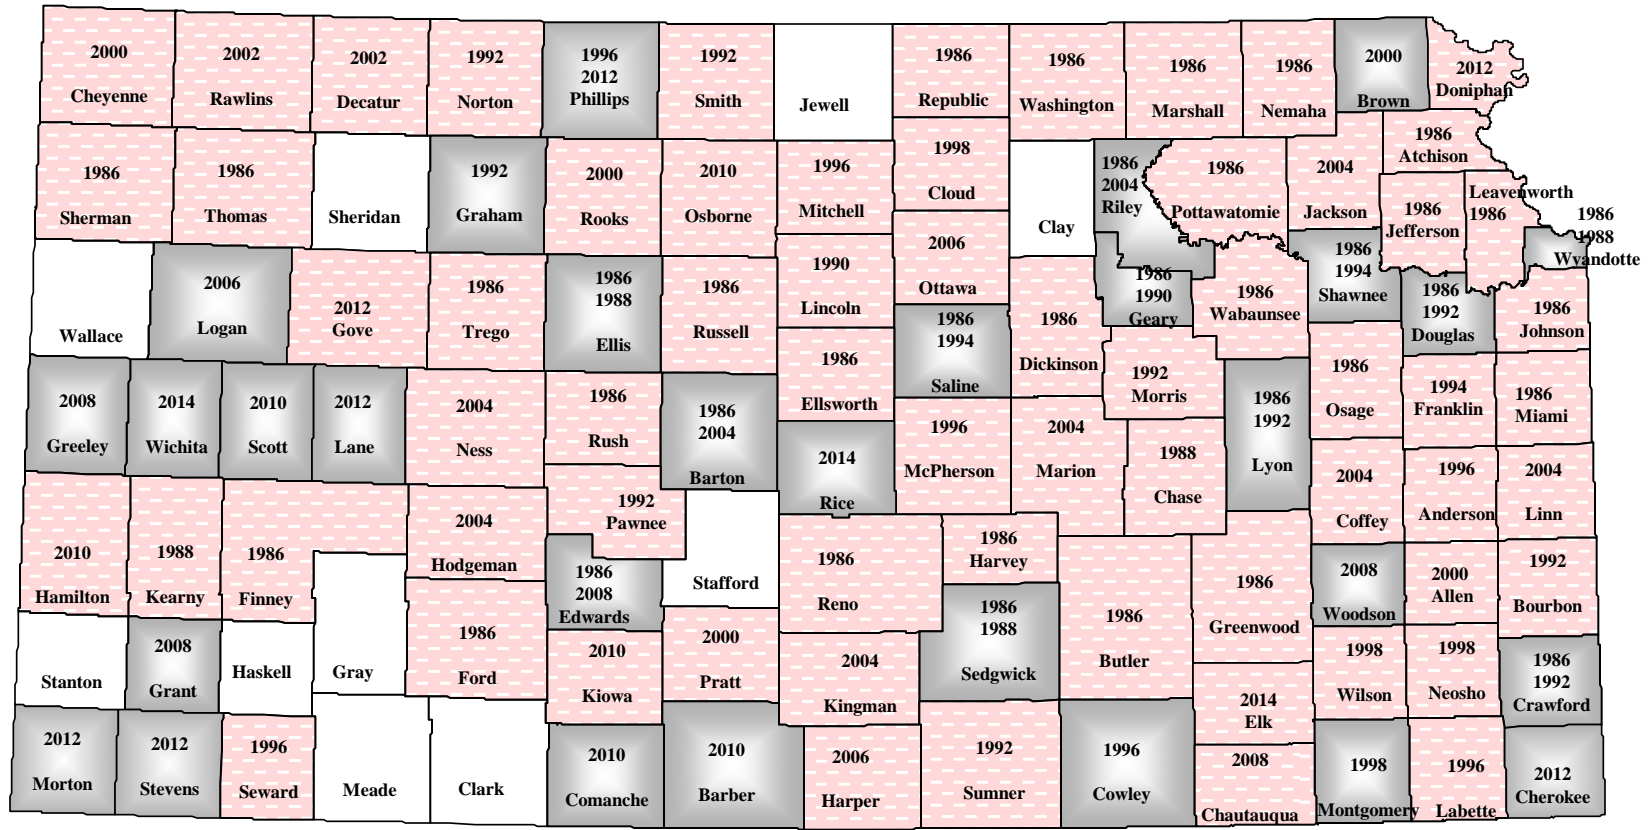 2000
Cheyenne
2002
Rawlins
2002
Decatur
1992
Norton
1996
2012
Phillips
1992
Smith
Jewell
1986
Republic
1986
Washington
1986
Marshall
1986
Nemaha
2000
Brown
2012
Doniphan
1986
Sherman
1986
Thomas
Sheridan
1992
Graham
2000
Rooks
2010
Osborne
1996
Mitchell
1998
Cloud
Clay
1986
2004
Riley
1986
Pottawatomie
2004
Jackson
1986
Atchison
1986
Jefferson
Leavenworth
1986
1986
1988
Wyandotte
Wallace
2006
Logan
2012
Gove
1986
Trego
1986
1988
Ellis
1986
Russell
1990
Lincoln
2006
Ottawa
1986
1994
Saline
1986
Dickinson
1986
1990
Geary
1986
Wabaunsee
1986
1994
Shawnee
1986
1992
Douglas
1986
Johnson
2008
Greeley
2014
Wichita
2010
Scott
2012
Lane
2004
Ness
1986
Rush
1986
2004
Barton
1986
Ellsworth
2014
Rice
1996
McPherson
2004
Marion
1992
Morris
1988
Chase
1986
1992
Lyon
1986
Osage
1994
Franklin
1986
Miami
2010
Hamilton
1988
Kearny
1986
Finney
2004
Hodgeman
1992
Pawnee
1986
2008
Edwards
Stafford
1986
Reno
1986
Harvey
1986
1988
Sedgwick
1986
Butler
1986
Greenwood
2004
Coffey
1996
Anderson
2004
Linn
2008
Woodson
2000
Allen
1992
Bourbon
Stanton
2008
Grant
Haskell
Gray
1986
Ford
2010
Kiowa
2000
Pratt
2004
Kingman
2014
Elk
1998
Wilson
1998
Neosho
1986
1992
Crawford
2012
Morton
2012
Stevens
1996
Seward
Meade
Clark
2010
Comanche
2010
Barber
2006
Harper
1992
Sumner
1996
Cowley
2008
Chautauqua
1998
Montgomery
1996
Labette
2012
Cherokee